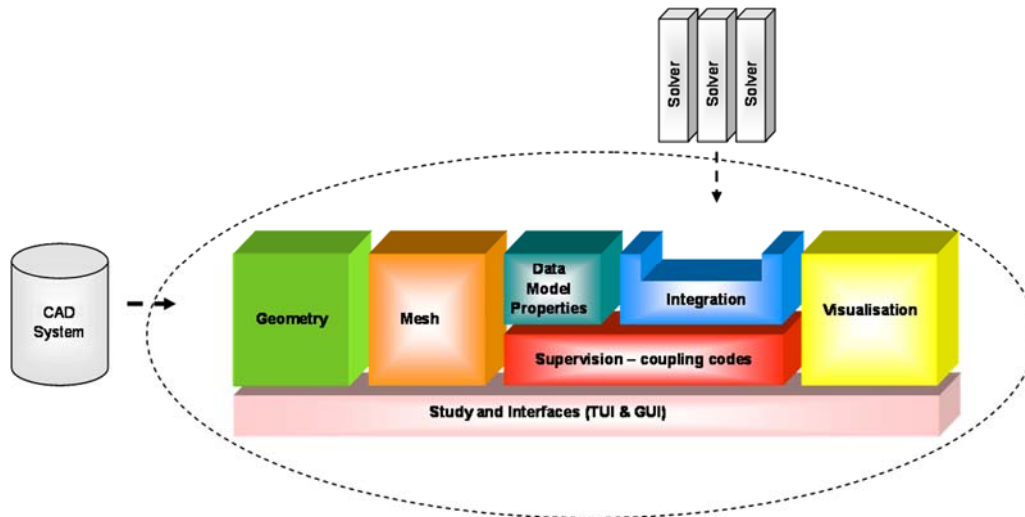 Solver
Solver
Solver
CAD
System
Geometry
Mesh
Data
Model
Properties
Integration
Visualisation
Supervision – coupling codes
Study and Interfaces (TUI & GUI)